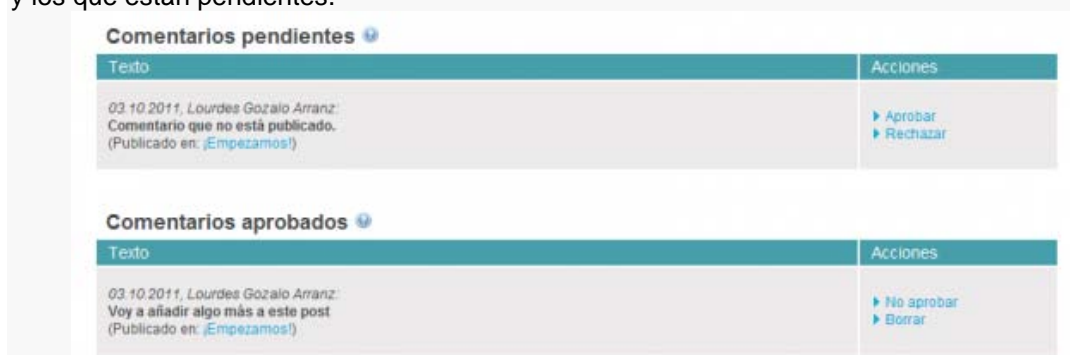 y los que están pendientes.
Comentarios pendientes
Texto
Acciones
03.10.2011, Lourdes Gozalo Arranz:
Comentario que no está publicado.
(Publicado en: ¡Empezamos!)
Aprobar
Rechazar
Comentarios aprobados
Texto
Acciones
03.10.2011, Lourdes Gozalo Arranz:
Voy a añadir algo más a este post
(Publicado en: ¡Empezamos!)
No aprobar
Borrar